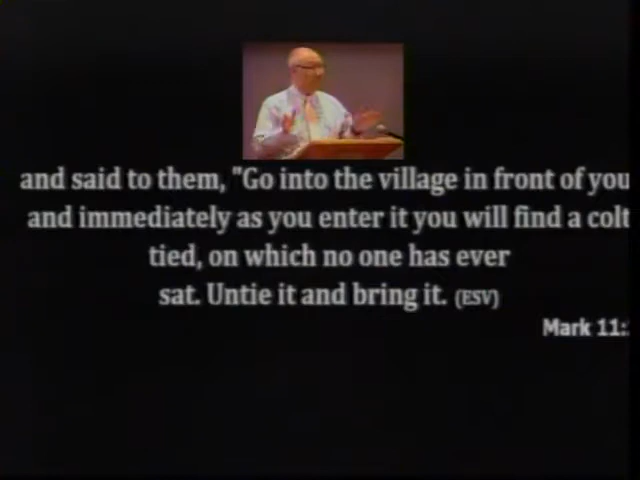 and said to them, "Go into the village in front of you
and immediately as you enter it you will find a colt
tied, on which no one has ever
sat. Untie it and bring it. (ESV)
Mark 11: